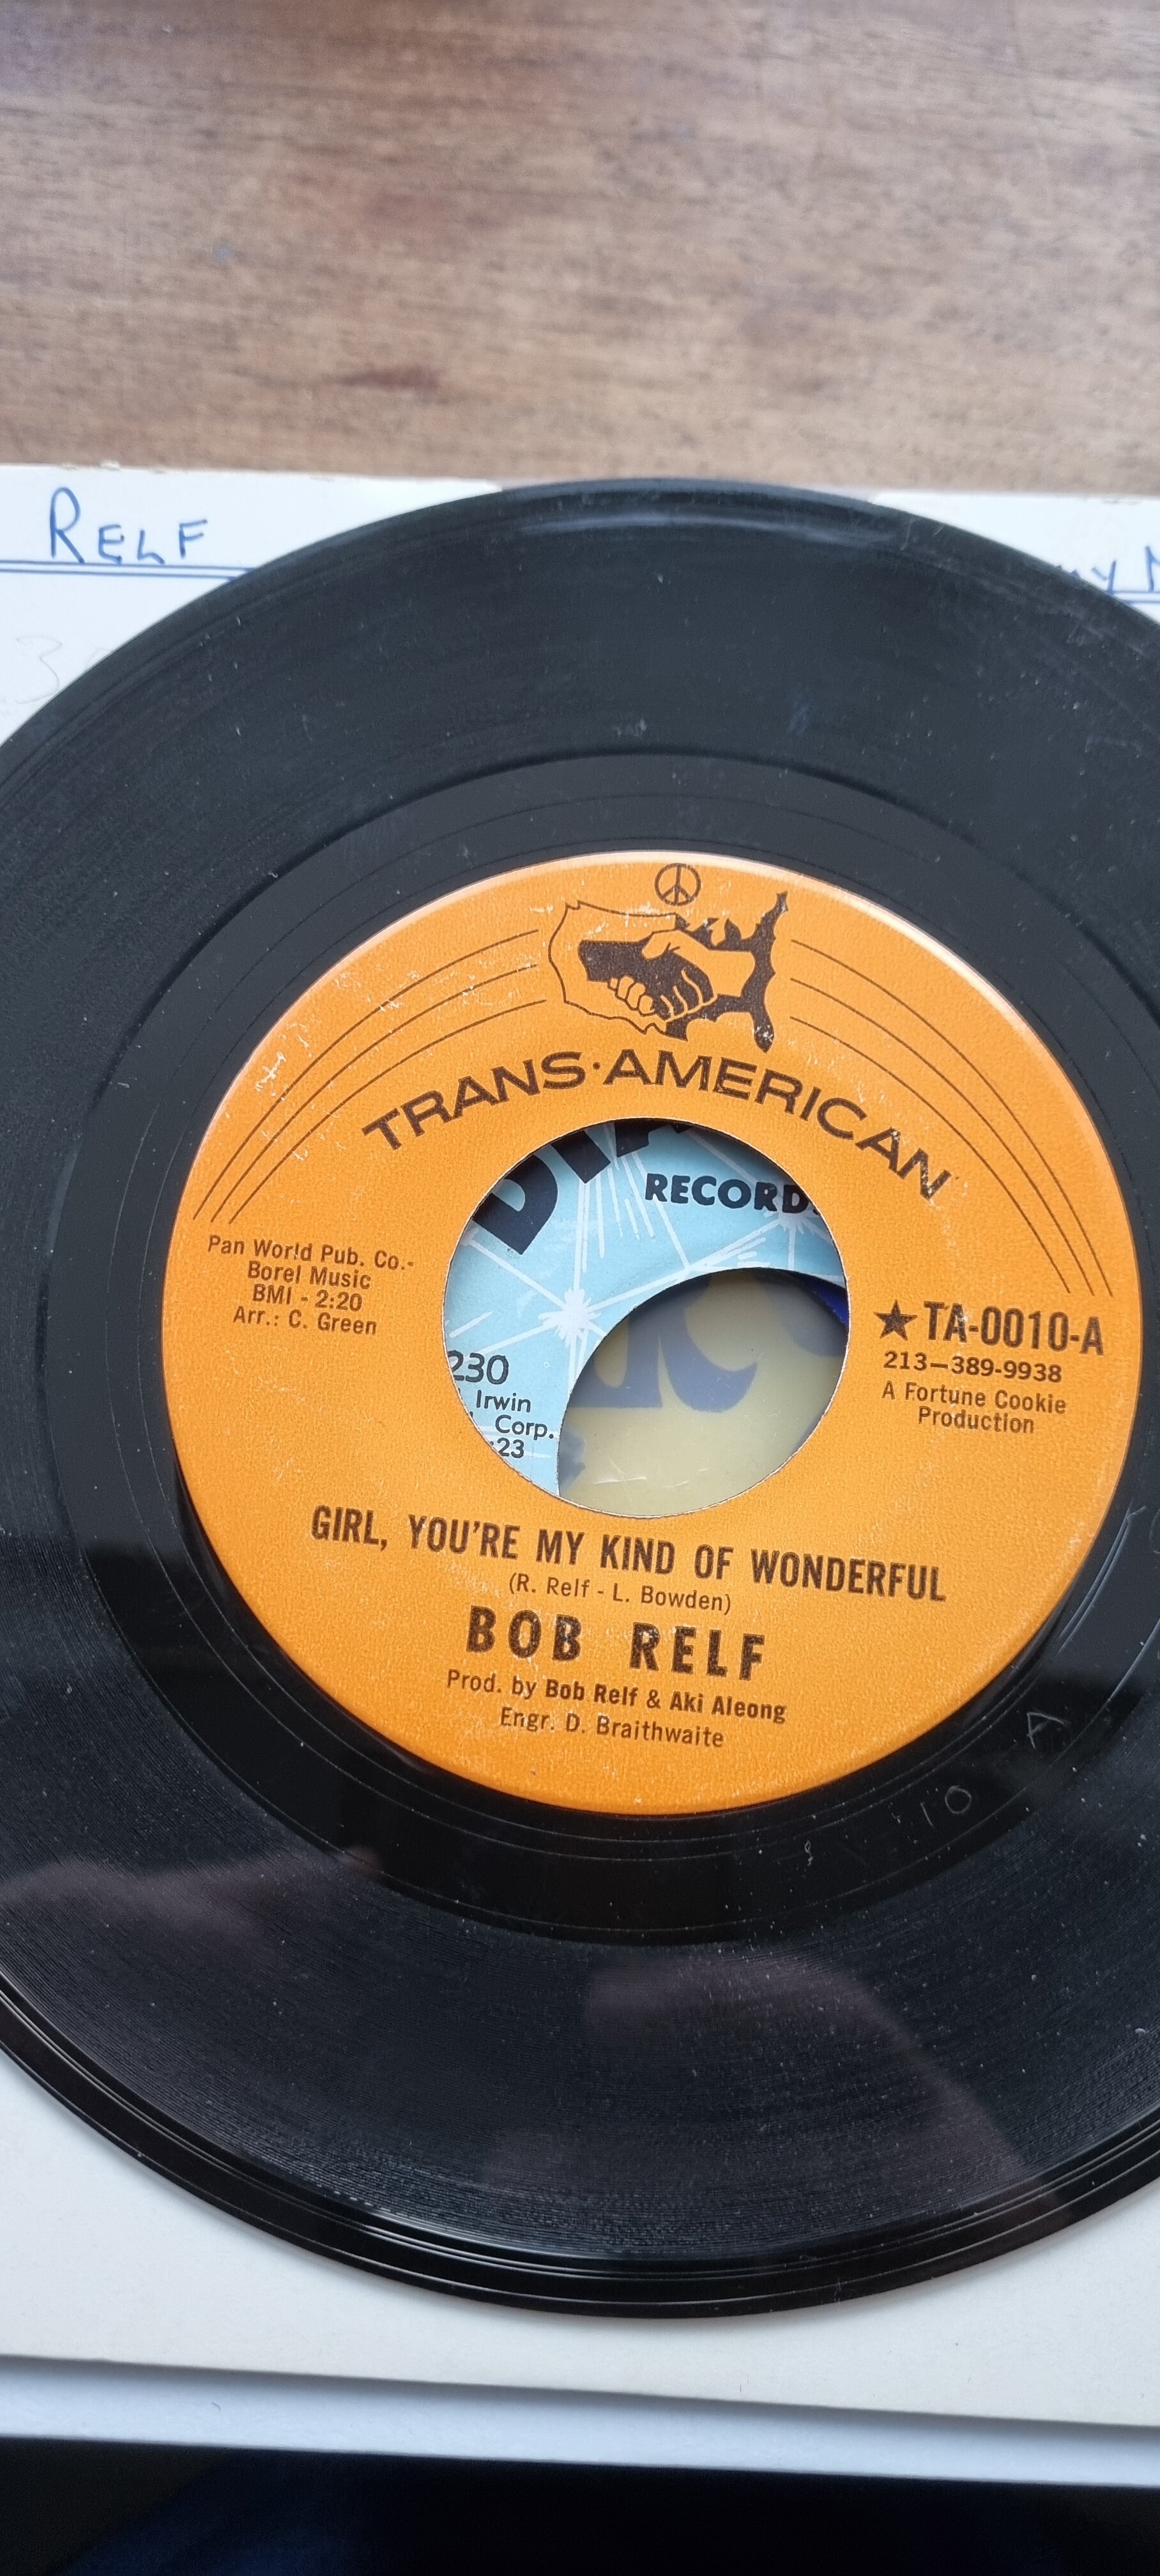 RELF
TRANS·AMERICAN
RECORDS
Pan World Pub. Co.-
Borel Music
BMI - 2:20
Arr.: C. Green
★TA-0010-A
213-389-9938
A Fortune Cookie
Production
230
Irwin
Corp.
:23
GIRL, YOU'RE MY KIND OF WONDERFUL
(R. Relf - L. Bowden)
BOB RELF
Prod. by Bob Relf & Aki Aleong
Engr. D. Braithwaite
A